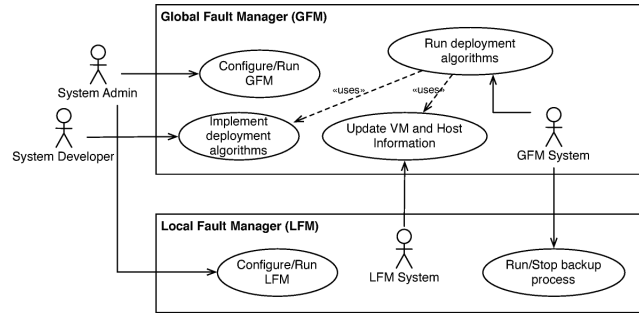 Global Fault Manager (GFM)
Run deployment
algorithms
Configure/Run
GFM
System Admin
«uses»
«uses»
Implement
deployment
algorithms
Update VM and Host
Information
System Developer
GFM System
Local Fault Manager (LFM)
Configure/Run
LFM
LFM System
Run/Stop backup
process